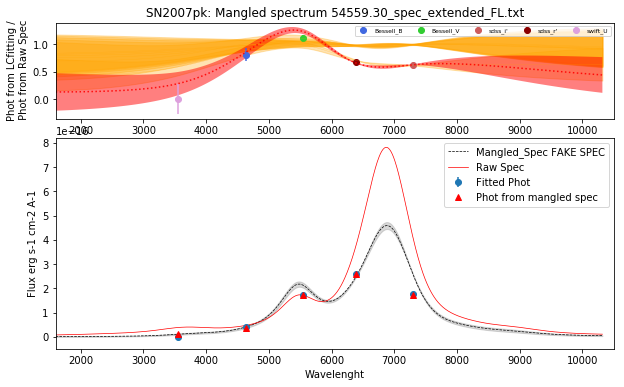 SN2007pk: Mangled spectrum 54559.30_spec_extended_FL.txt
Phot from LCfitting /
Phot from Raw Spec
1.0
0.5
0.0
Bessell_B
Bessell_V
sdss_i'
sdss_r'
swift_U
2000 3000 4000 5000 6000 7000 8000 9000 10000
Flux erg s-1 cm-2 A-1
8
7
6
5
4
3
2
1
0
Mangled_Spec FAKE SPEC
Raw Spec
Fitted Phot
Phot from mangled spec
2000 3000 4000 5000 6000 7000 8000 9000 10000
Wavelenght